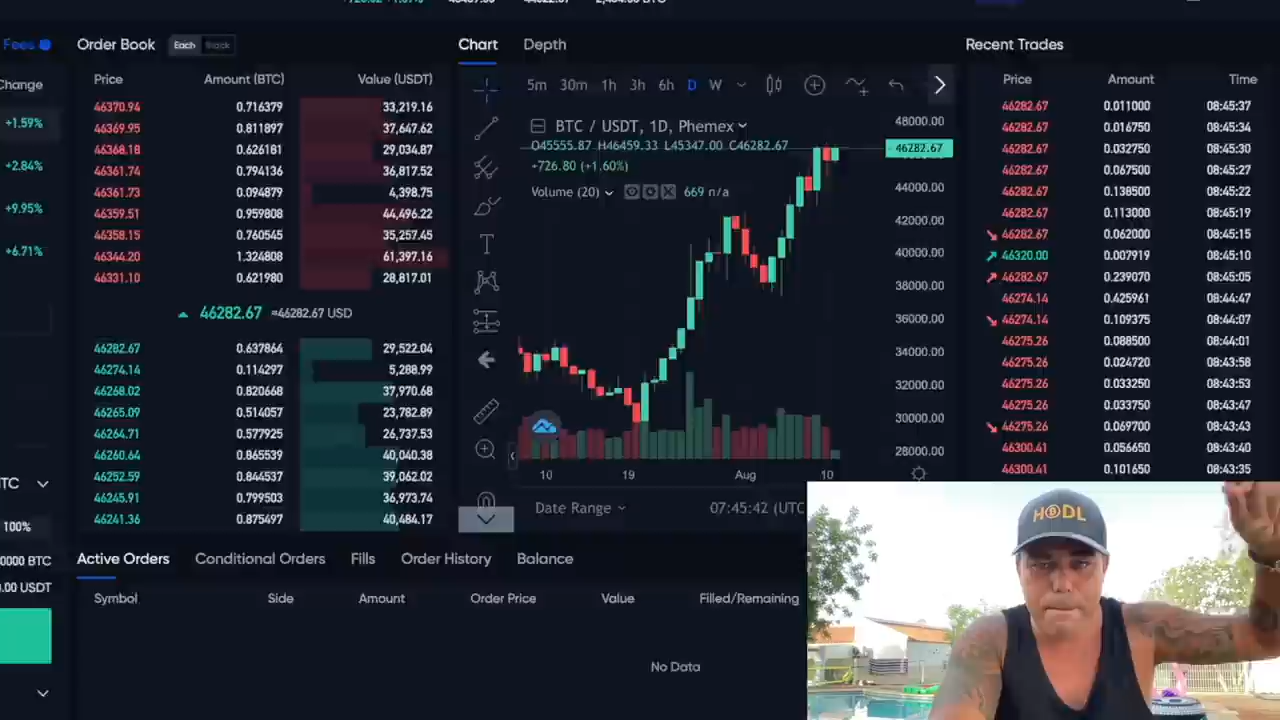 +726.82 +1.57%
Fees
Change
+1.59%
+2.84%
+9.95%
+6.71%
TC
100%
0000 BTC
.00 USDT
Order Book Each Stack
Price Amount (BTC) Value (USDT)
46370.94 0.716379 33,219.16
46369.95 0.811897 37,647.62
46368.18 0.626181 29,034.87
46361.74 0.794136 36,817.52
46361.73 0.094879 4,398.75
46359.51 0.959808 44,496.22
46358.15 0.760545 35,257.45
46344.20 1.324808 61,397.16
46331.10 0.621980 28,817.01
46282.67 ≈46282.67 USD
46282.67 0.637864 29,522.04
46274.14 0.114297 5,288.99
46268.02 0.820668 37,970.68
46265.09 0.514057 23,782.89
46264.71 0.577925 26,737.53
46260.64 0.865539 40,040.38
46252.59 0.844537 39,062.02
46245.91 0.799503 36,973.74
46241.36 0.875497 40,484.17
Chart Depth
5m 30m 1h 3h 6h D W
BTC / USDT, 1D, Phemex
O45555.87 H46459.33 L45347.00 C46282.67
+726.80 (+1.60%)
Volume (20) 669 n/a
48000.00
46282.67
44000.00
42000.00
40000.00
38000.00
36000.00
34000.00
32000.00
30000.00
28000.00
10 19 Aug 10
Date Range 07:45:42 (UTC
Recent Trades
Price Amount Time
46282.67 0.011000 08:45:37
46282.67 0.016750 08:45:34
46282.67 0.032750 08:45:30
46282.67 0.067500 08:45:27
46282.67 0.138500 08:45:22
46282.67 0.113000 08:45:19
46282.67 0.062000 08:45:15
46320.00 0.007919 08:45:10
46282.67 0.239070 08:45:05
46274.14 0.425961 08:44:47
46274.14 0.109375 08:44:07
46275.26 0.088500 08:44:01
46275.26 0.024720 08:43:58
46275.26 0.033250 08:43:53
46275.26 0.033750 08:43:47
46275.26 0.069700 08:43:43
46300.41 0.056650 08:43:40
46300.41 0.101650 08:43:35
Active Orders Conditional Orders Fills Order History Balance
Symbol Side Amount Order Price Value Filled/Remaining
No Data
HODL